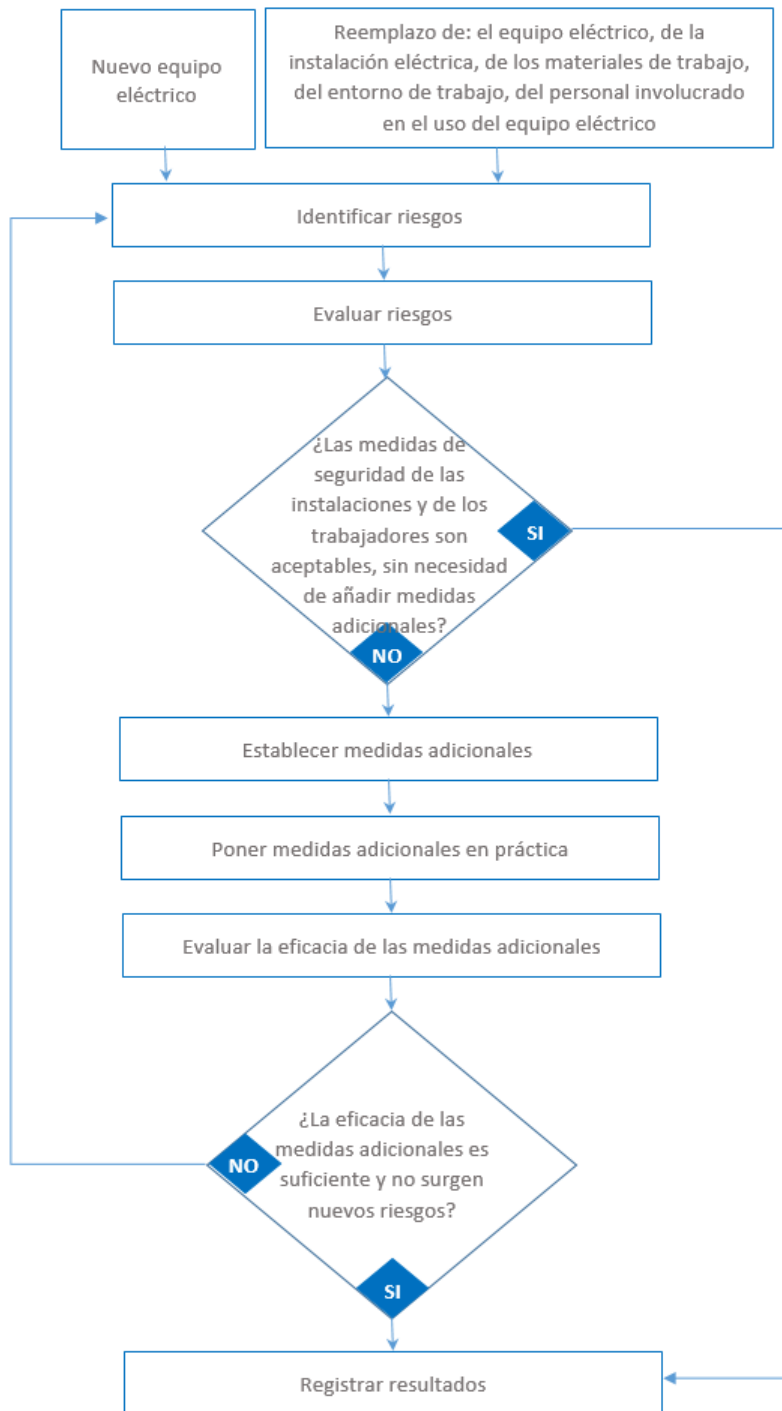 Nuevo equipo
eléctrico
Reemplazo de: el equipo eléctrico, de la
instalación eléctrica, de los materiales de trabajo,
del entorno de trabajo, del personal involucrado
en el uso del equipo eléctrico
Identificar riesgos
Evaluar riesgos
¿Las medidas de
seguridad de las
instalaciones y de los
trabajadores son
aceptables, sin necesidad
de añadir medidas
adicionales?
SI
NO
Establecer medidas adicionales
Poner medidas adicionales en práctica
Evaluar la eficacia de las medidas adicionales
¿La eficacia de las
medidas adicionales es
suficiente y no surgen
nuevos riesgos?
NO
SI
Registrar resultados